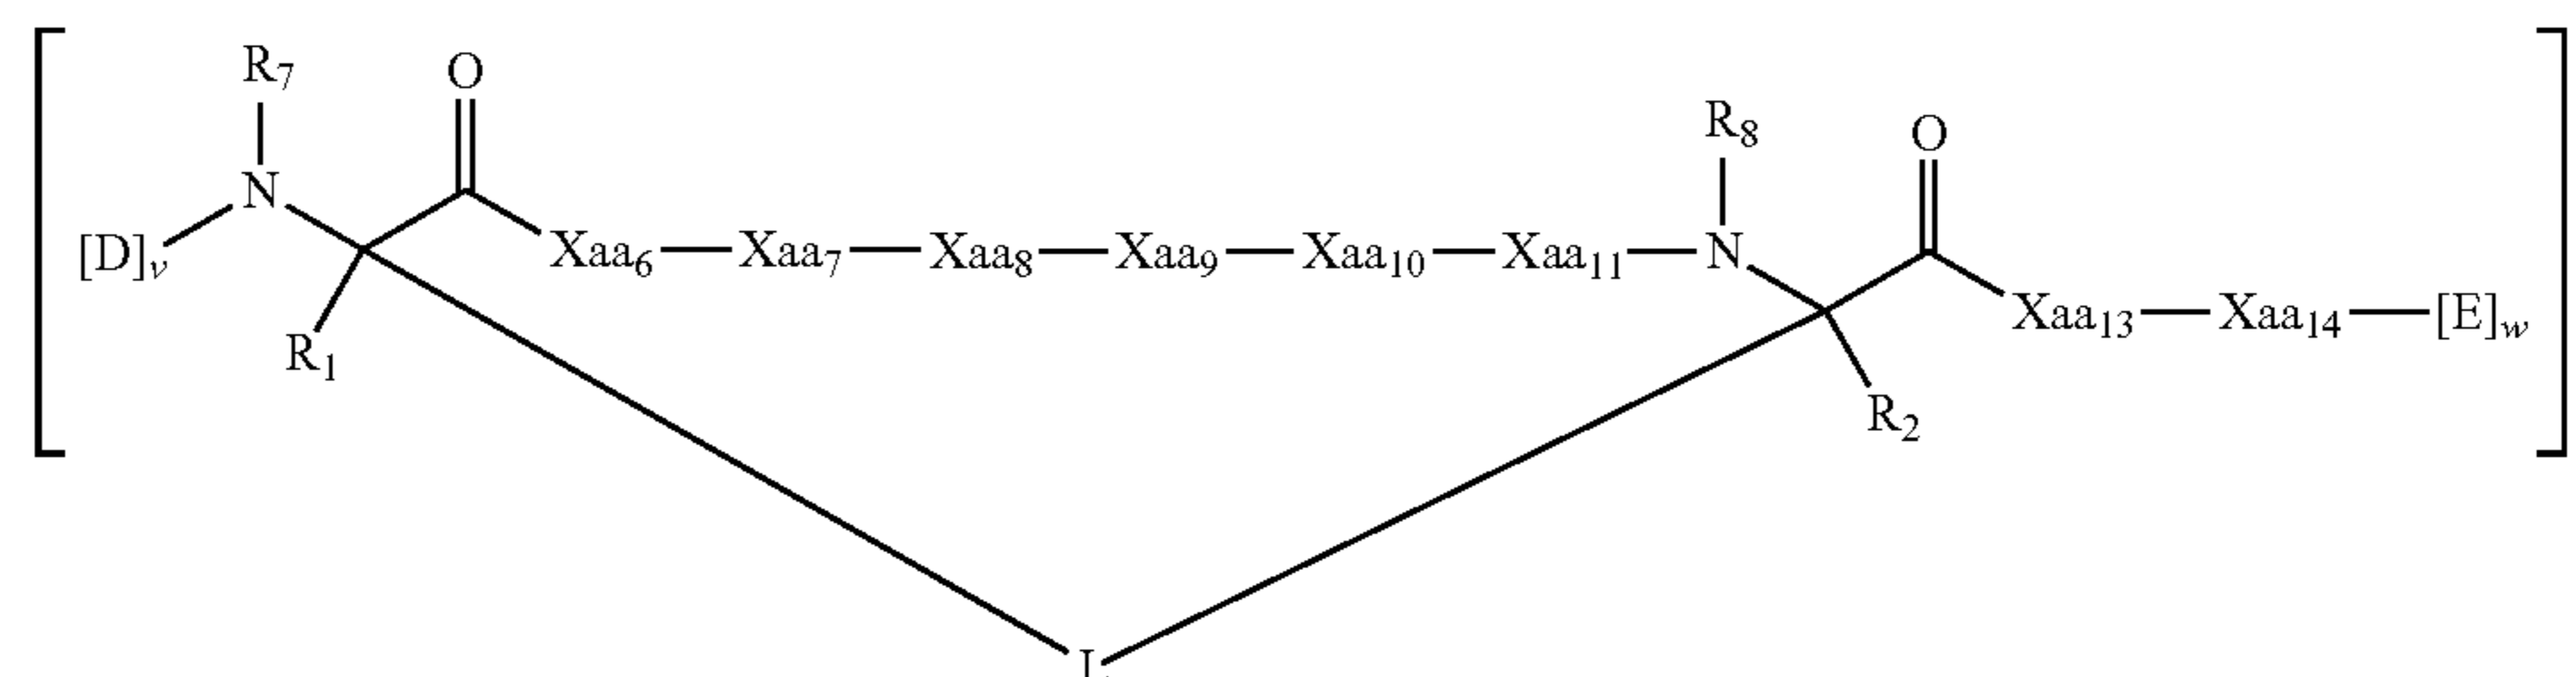 R₇ O
R₈ O
N
[D]ᵥ Xaa₆—Xaa₇—Xaa₈—Xaa₉—Xaa₁₀—Xaa₁₁—N
Xaa₁₃—Xaa₁₄—[E]w
R₁
R₂
L